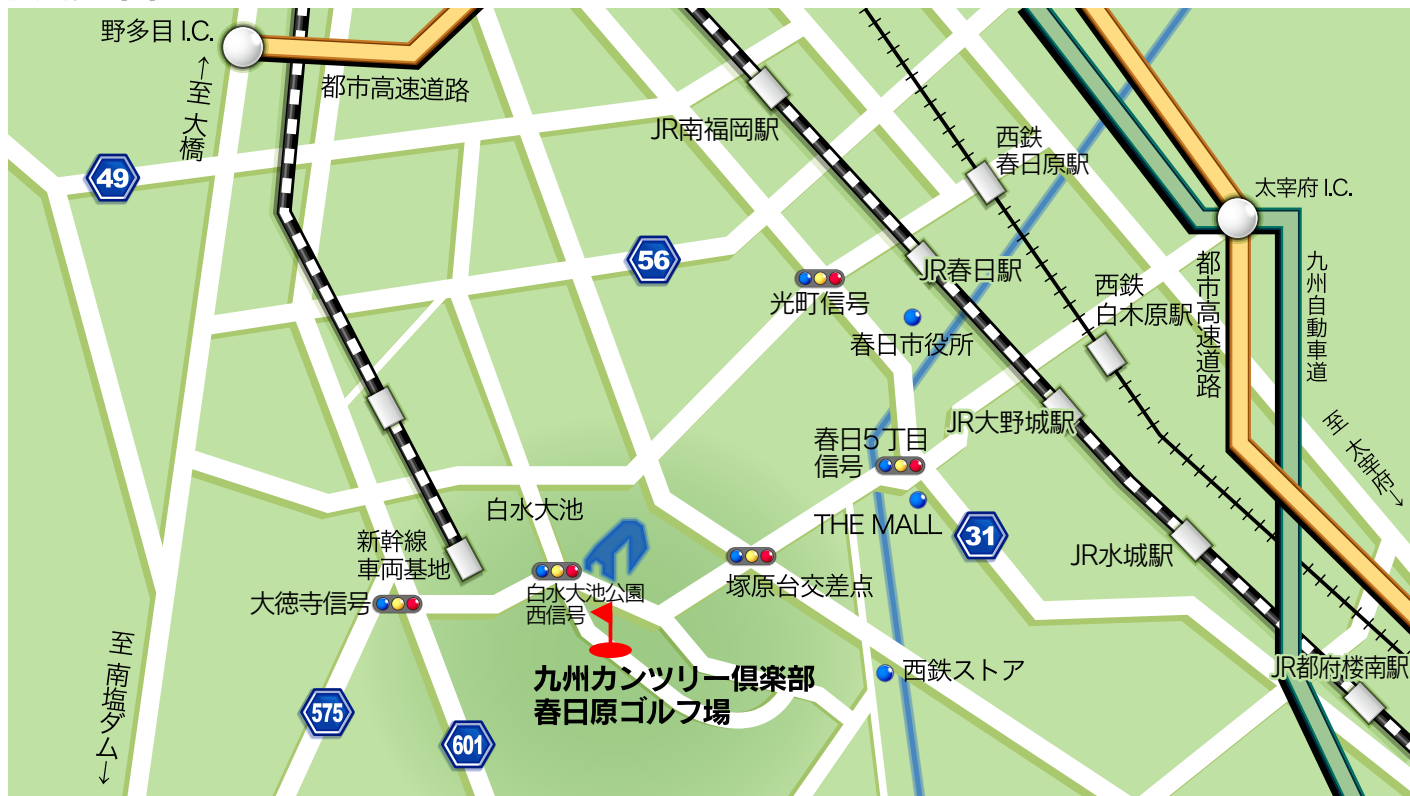 野多目 I.C.
都市高速道路
←至 大橋
49
JR南福岡駅
西鉄
春日原駅
太宰府 I.C.
56
光町信号
JR春日駅
春日市役所
西鉄
白木原駅
都市高速道路
九州自動車道
至 太宰府→
春日5丁目
信号
JR大野城駅
THE MALL
31
JR水城駅
白水大池
新幹線
車両基地
大徳寺信号
白水大池公園
西信号
塚原台交差点
九州カンツリー倶楽部
春日原ゴルフ場
西鉄ストア
JR都府楼南駅
575
601
至 南塩ダム→